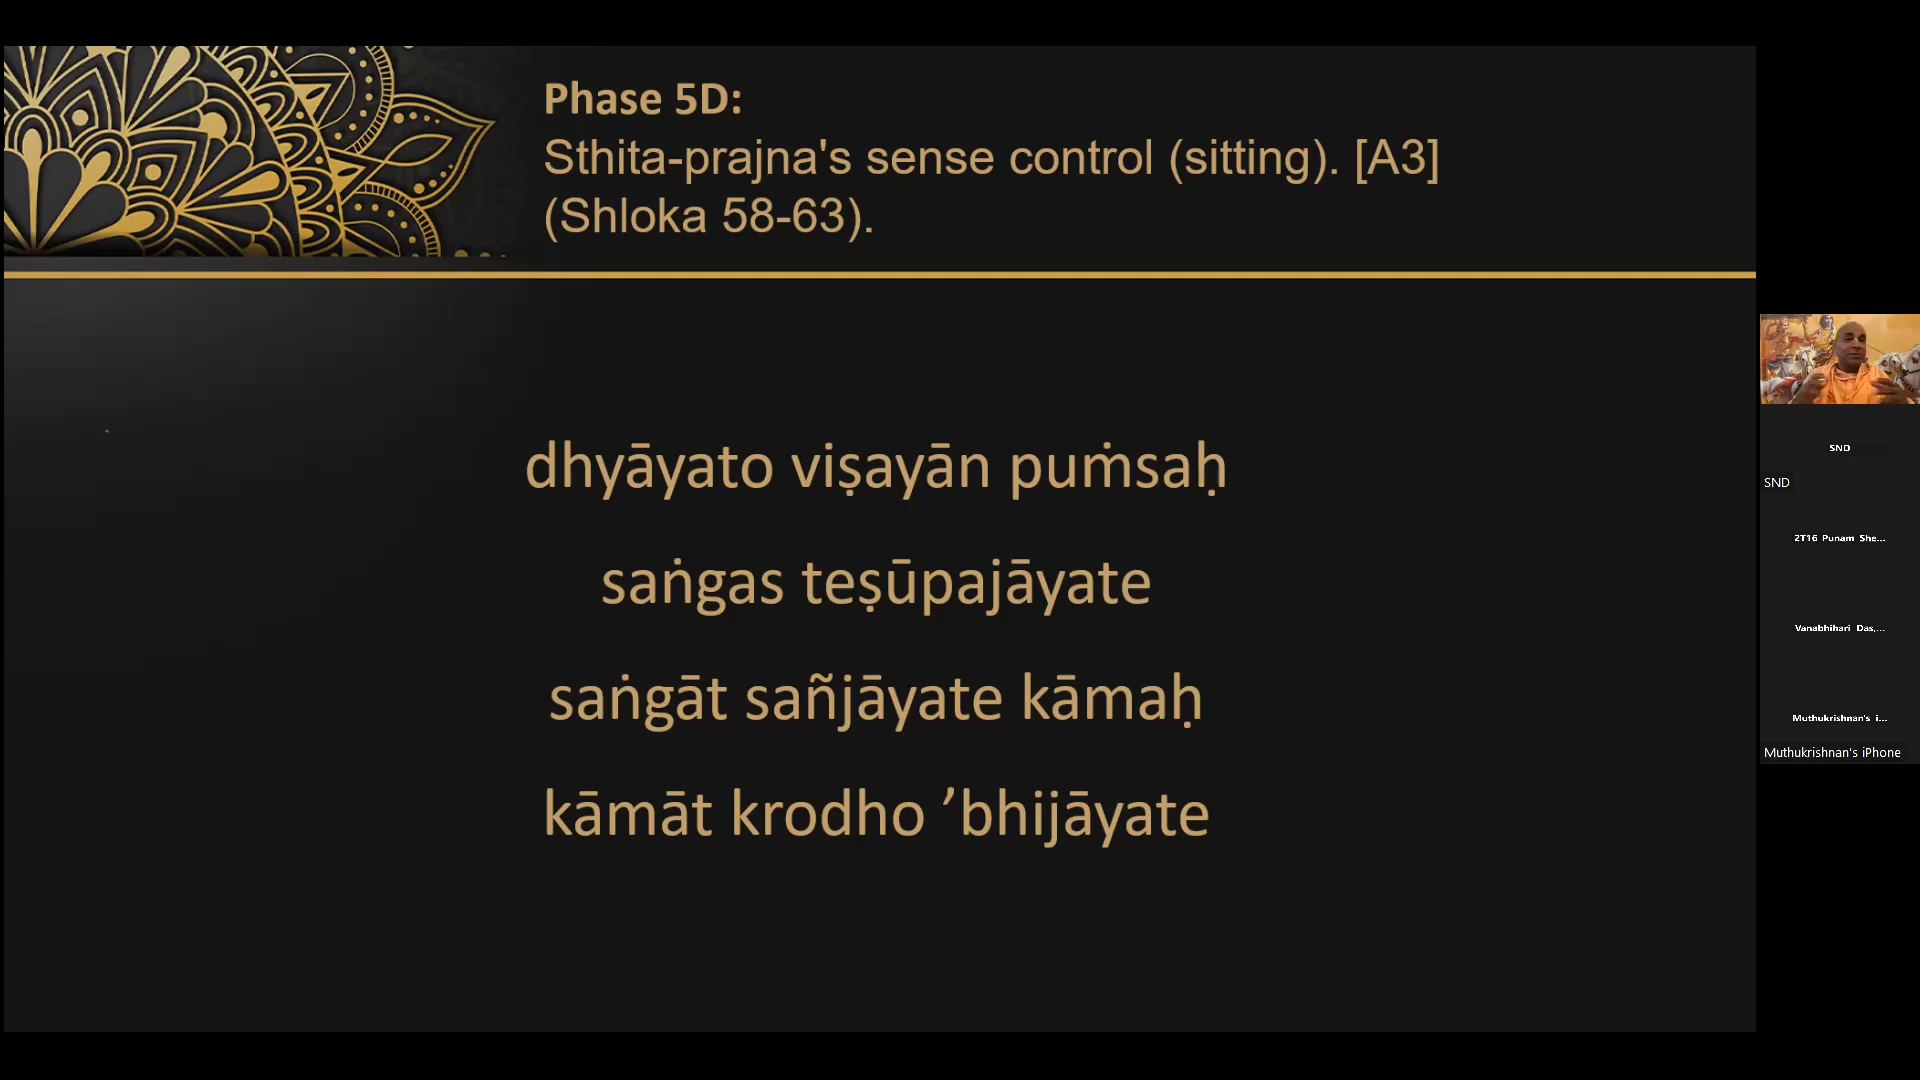 Phase 5D:
Sthita-prajna's sense control (sitting). [A3]
(Shloka 58-63).
dhyāyato viṣayān puṁsaḥ
saṅgas teṣūpajāyate
saṅgāt sañjāyate kāmaḥ
kāmāt krodho ’bhijāyate
SND
SND
2T16 Punam She...
Vanabhihari Das,...
Muthukrishnan's i...
Muthukrishnan's iPhone